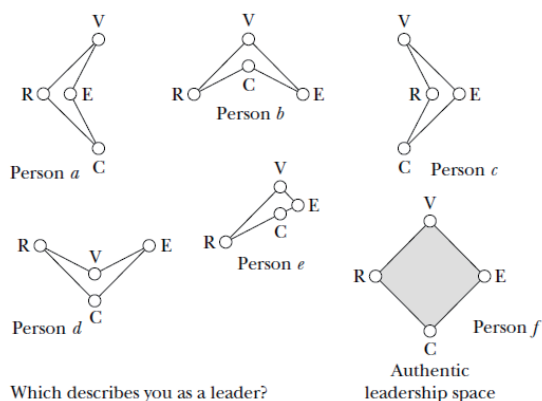 V
R
E
C
Person a
V
R
C
E
Person b
V
R
E
C
Person c
R
V
E
C
Person d
V
E
C
R
Person e
V
R
E
C
Person f
Authentic
leadership space
Which describes you as a leader?